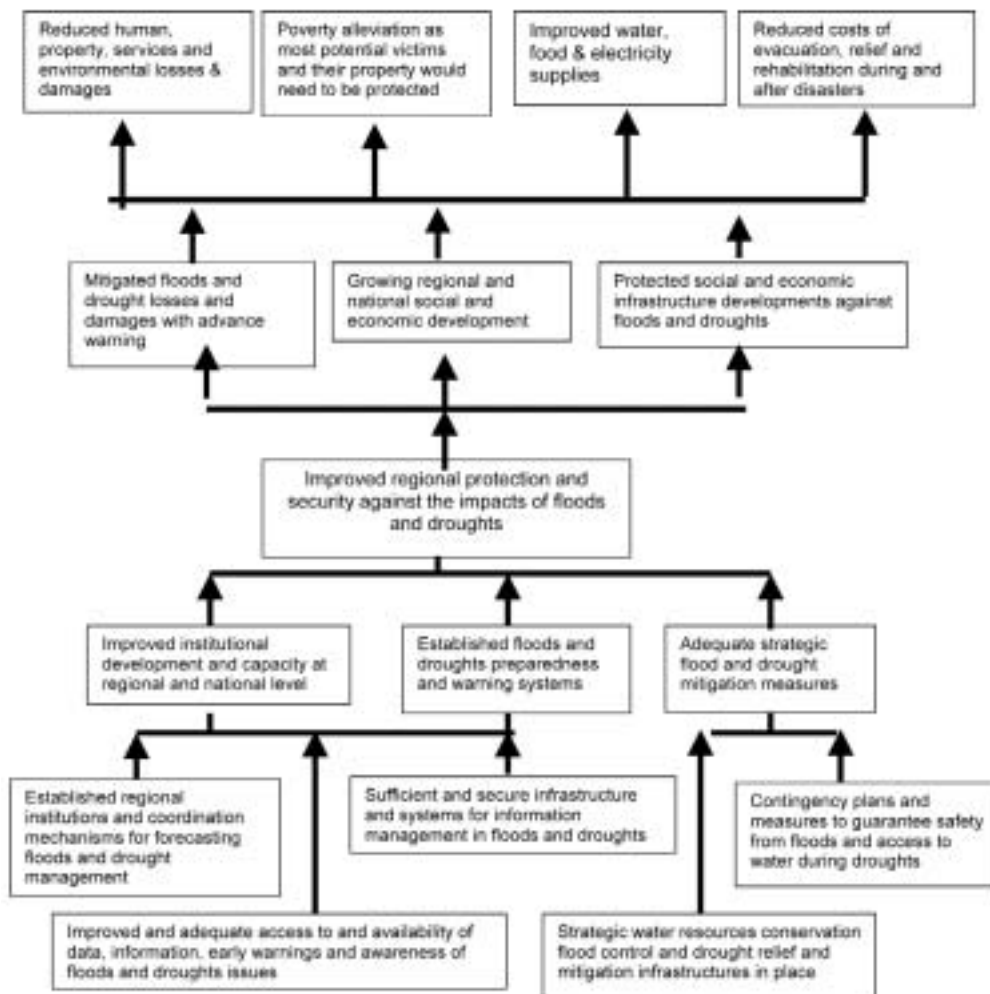 Reduced human,
property, services and
environmental losses &
damages
Poverty alleviation as
most potential victims
and their property would
need to be protected
Improved water,
food & electricity
supplies
Reduced costs of
evacuation, relief and
rehabilitation during and
after disasters
Mitigated floods and
drought losses and
damages with advance
warning
Growing regional and
national social and
economic development
Protected social and economic
infrastructure developments against
floods and droughts
Improved regional protection and
security against the impacts of floods
and droughts
Improved institutional
development and capacity at
regional and national level
Established floods and
droughts preparedness
and warning systems
Adequate strategic
flood and drought
mitigation measures
Established regional
institutions and coordination
mechanisms for forecasting
floods and drought
management
Sufficient and secure infrastructure
and systems for information
management in floods and droughts
Contingency plans and
measures to guarantee safety
from floods and access to
water during droughts
Improved and adequate access to and availability of
data, information, early warnings and awareness of
floods and droughts issues
Strategic water resources conservation
flood control and drought relief and
mitigation infrastructures in place